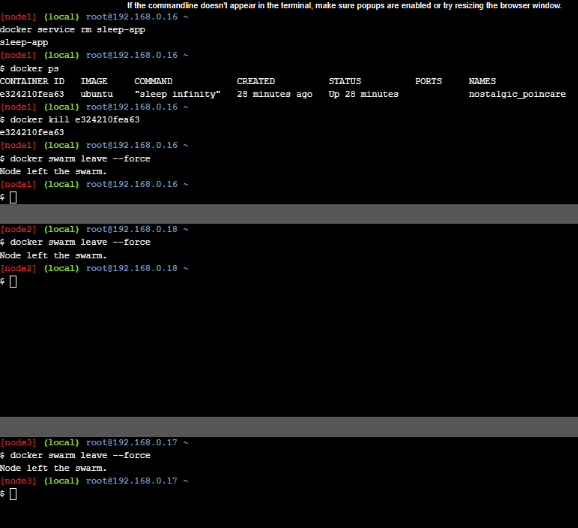 If the commandline doesn't appear in the terminal, make sure popups are enabled or try resizing the browser window.
[node1] (local) root@192.168.0.16 ~
docker service rm sleep-app
sleep-app
[node1] (local) root@192.168.0.16 ~
$ docker ps
CONTAINER ID   IMAGE   COMMAND   CREATED   STATUS   PORTS   NAMES
e324210fea63   ubuntu   "sleep infinity"   28 minutes ago   Up 28 minutes   nostalgic_poincare
[node1] (local) root@192.168.0.16 ~
$ docker kill e324210fea63
e324210fea63
[node1] (local) root@192.168.0.16 ~
$ docker swarm leave --force
Node left the swarm.
[node1] (local) root@192.168.0.16 ~
$
[node2] (local) root@192.168.0.18 ~
$ docker swarm leave --force
Node left the swarm.
[node2] (local) root@192.168.0.18 ~
$
[node3] (local) root@192.168.0.17 ~
$ docker swarm leave --force
Node left the swarm.
[node3] (local) root@192.168.0.17 ~
$